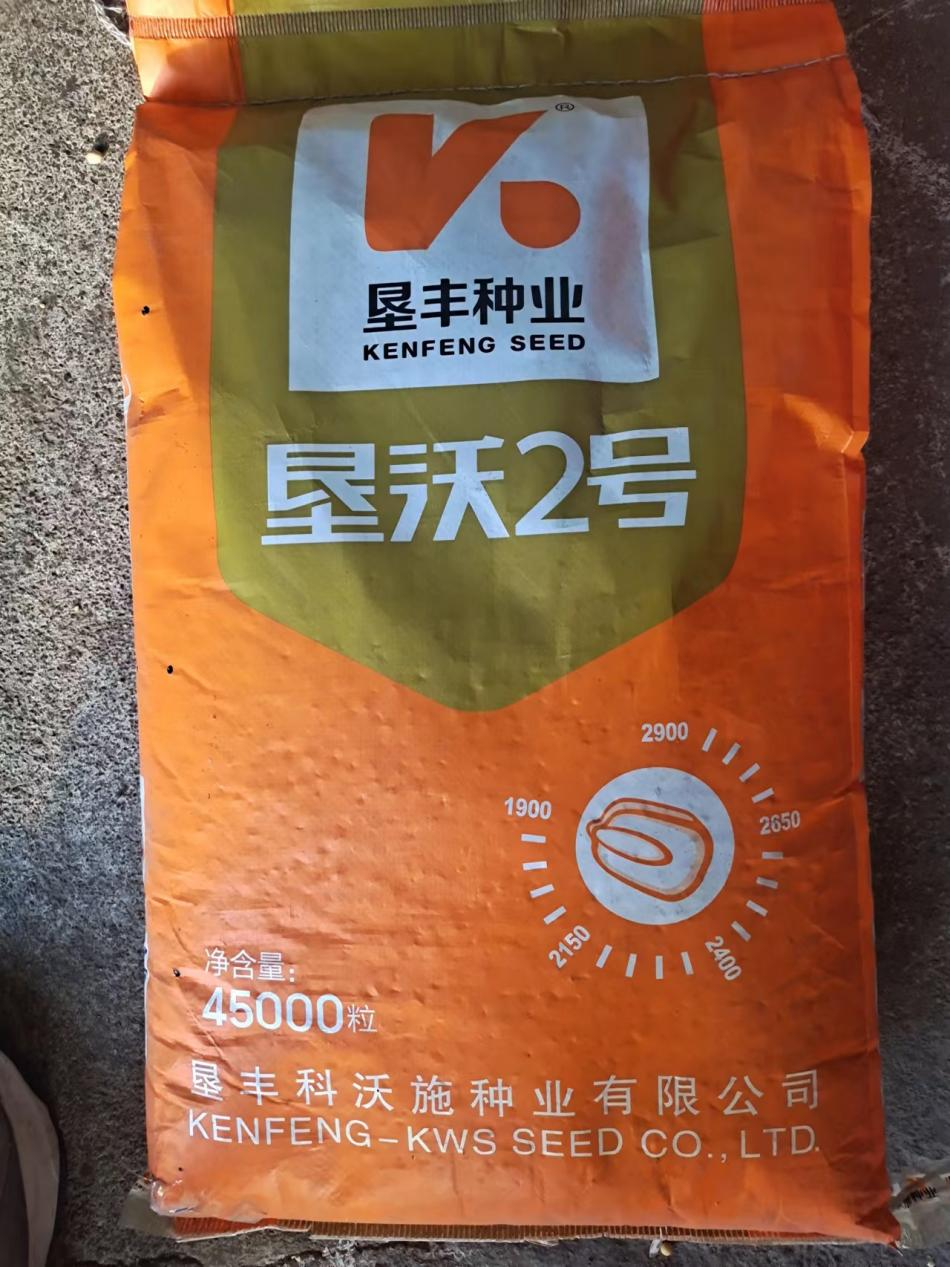 ®
垦丰种业
KENFENG SEED
垦沃2号
2900
1900
2650
2150
2400
净含量：
45000粒
垦丰科沃施种业有限公司
KENFENG-KWS SEED CO., LTD.
种业